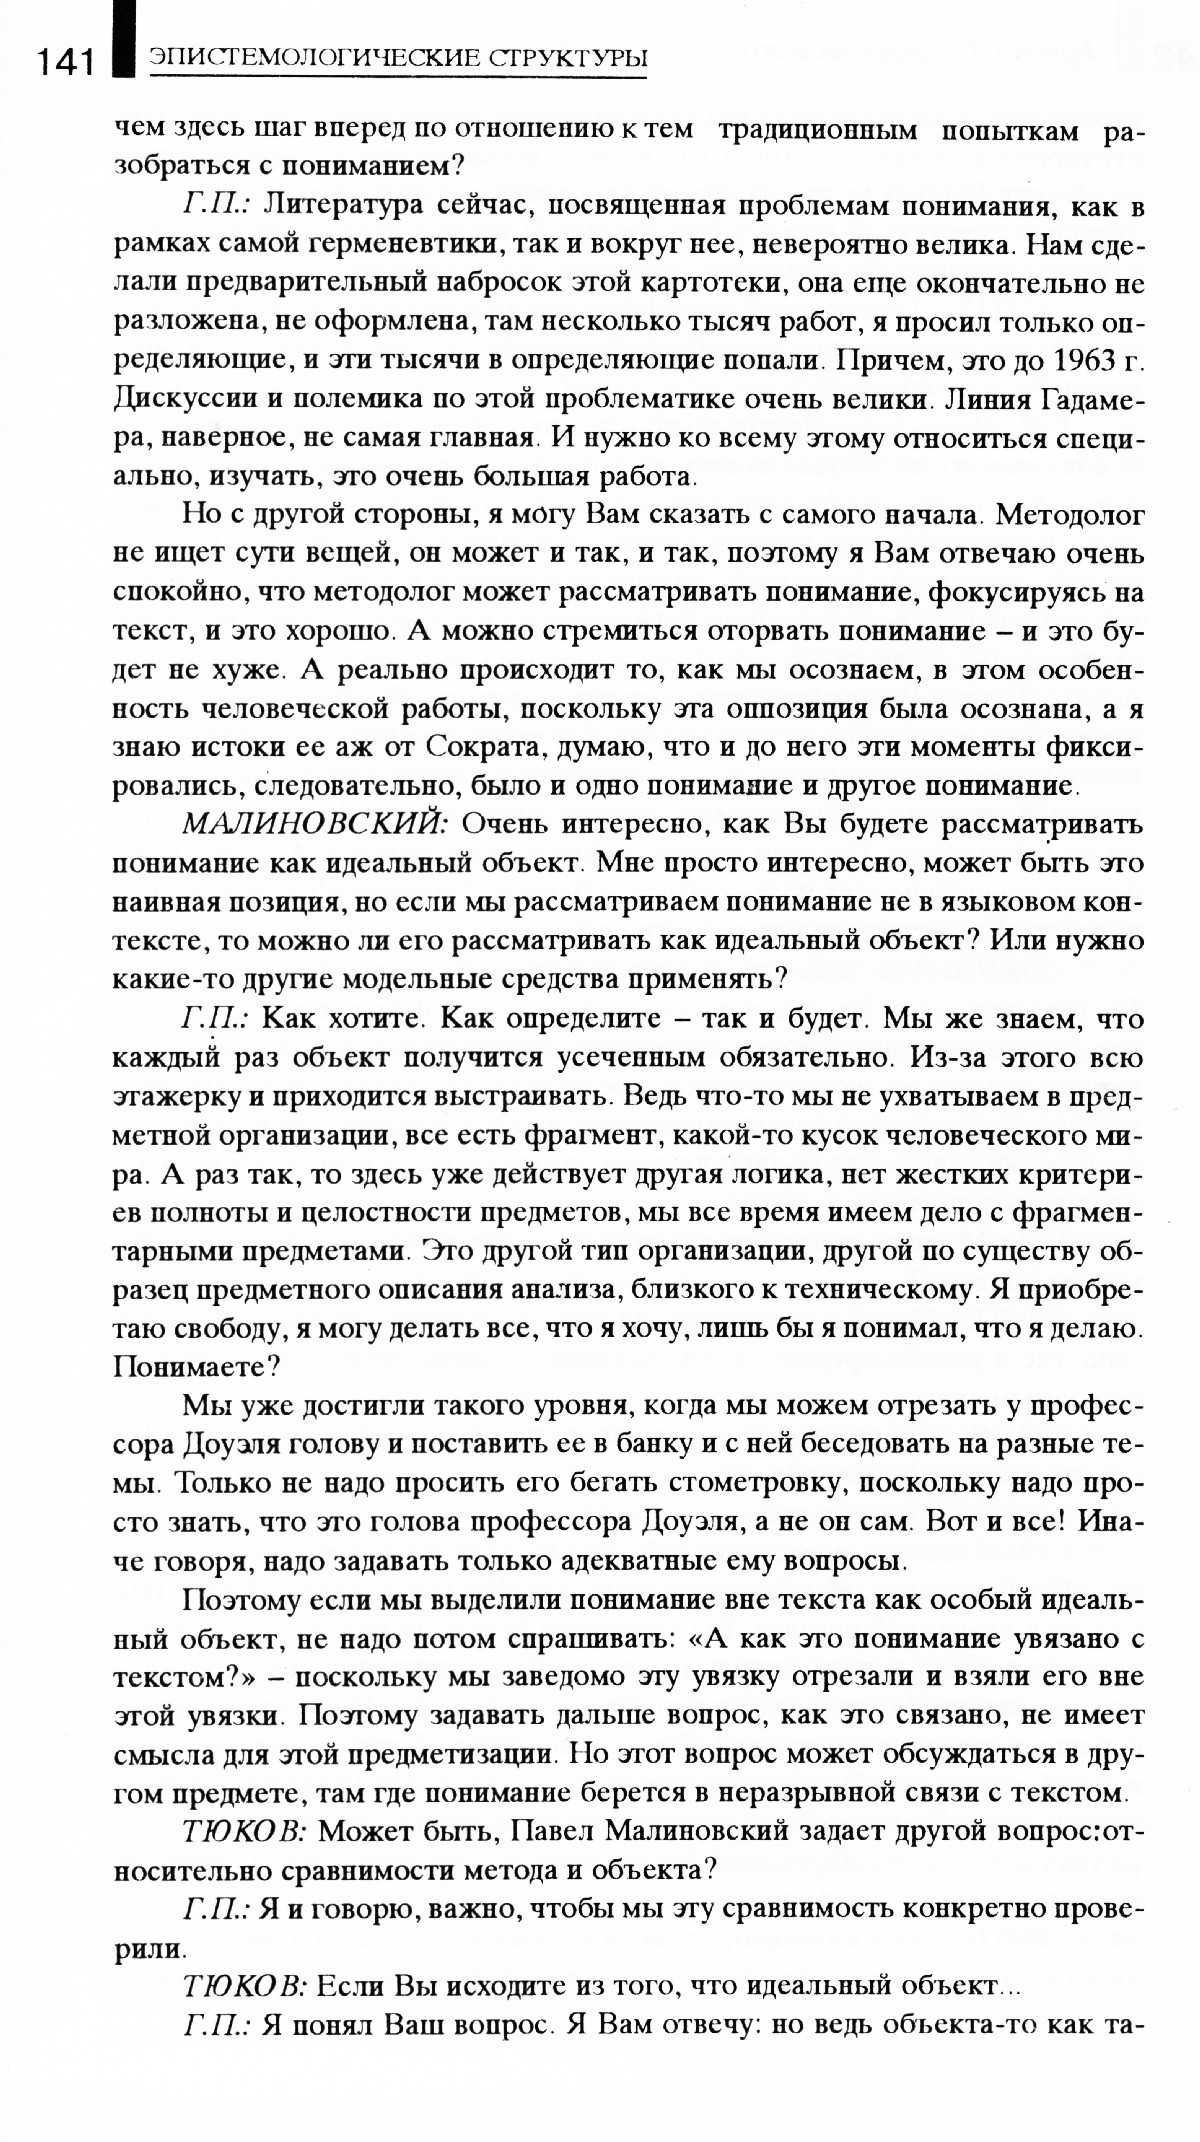 141 ЭПИСТЕМОЛОГИЧЕСКИЕ СТРУКТУРЫ
чем здесь шаг вперед по отношению к тем традиционным попыткам ра-
зобраться с пониманием?
Г.П.: Литература сейчас, посвященная проблемам понимания, как в
рамках самой герменевтики, так и вокруг нее, невероятно велика. Нам сде-
лали предварительный набросок этой картотеки, она еще окончательно не
разложена, не оформлена, там несколько тысяч работ, я просил только оп-
ределяющие, и эти тысячи в определяющие попали. Причем, это до 1963 г.
Дискуссии и полемика по этой проблематике очень велики. Линия Гадаме-
ра, наверное, не самая главная. И нужно ко всему этому относиться специ-
ально, изучать, это очень большая работа.
Но с другой стороны, я могу Вам сказать с самого начала. Методолог
не ищет сути вещей, он может и так, и так, поэтому я Вам отвечаю очень
спокойно, что методолог может рассматривать понимание, фокусируясь на
текст, и это хорошо. А можно стремиться оторвать понимание – и это бу-
дет не хуже. А реально происходит то, как мы осознаем, в этом особен-
ность человеческой работы, поскольку эта оппозиция была осознана, а я
знаю истоки ее аж от Сократа, думаю, что и до него эти моменты фикси-
ровались, следовательно, было и одно понимание и другое понимание.
МАЛИНОВСКИЙ: Очень интересно, как Вы будете рассматривать
понимание как идеальный объект. Мне просто интересно, может быть это
наивная позиция, но если мы рассматриваем понимание не в языковом кон-
тексте, то можно ли его рассматривать как идеальный объект? Или нужно
какие-то другие модельные средства применять?
Г.П.: Как хотите. Как определите – так и будет. Мы же знаем, что
каждый раз объект получится усеченным обязательно. Из-за этого всю
этажерку и приходится выстраивать. Ведь что-то мы не ухватываем в пред-
метной организации, все есть фрагмент, какой-то кусок человеческого ми-
ра. А раз так, то здесь уже действует другая логика, нет жестких критери-
ев полноты и целостности предметов, мы все время имеем дело с фрагмен-
тарными предметами. Это другой тип организации, другой по существу об-
разец предметного описания анализа, близкого к техническому. Я приобре-
таю свободу, я могу делать все, что я хочу, лишь бы я понимал, что я делаю.
Понимаете?
Мы уже достигли такого уровня, когда мы можем отрезать у профес-
сора Доуэля голову и поставить ее в банку и с ней беседовать на разные те-
мы. Только не надо просить его бегать стометровку, поскольку надо про-
сто знать, что это голова профессора Доуэля, а не он сам. Вот и все! Ина-
че говоря, надо задавать только адекватные ему вопросы.
Поэтому если мы выделили понимание вне текста как особый идеаль-
ный объект, не надо потом спрашивать: «А как это понимание увязано с
текстом?» – поскольку мы заведомо эту увязку отрезали и взяли его вне
этой увязки. Поэтому задавать дальше вопрос, как это связано, не имеет
смысла для этой предметизации. Но этот вопрос может обсуждаться в дру-
гом предмете, там где понимание берется в неразрывной связи с текстом.
ТЮКОВ: Может быть, Павел Малиновский задает другой вопрос:от-
носительно сравнимости метода и объекта?
Г.П.: Я и говорю, важно, чтобы мы эту сравнимость конкретно прове-
рили.
ТЮКОВ: Если Вы исходите из того, что идеальный объект...
Г.П.: Я понял Ваш вопрос. Я Вам отвечу: но ведь объекта-то как та-